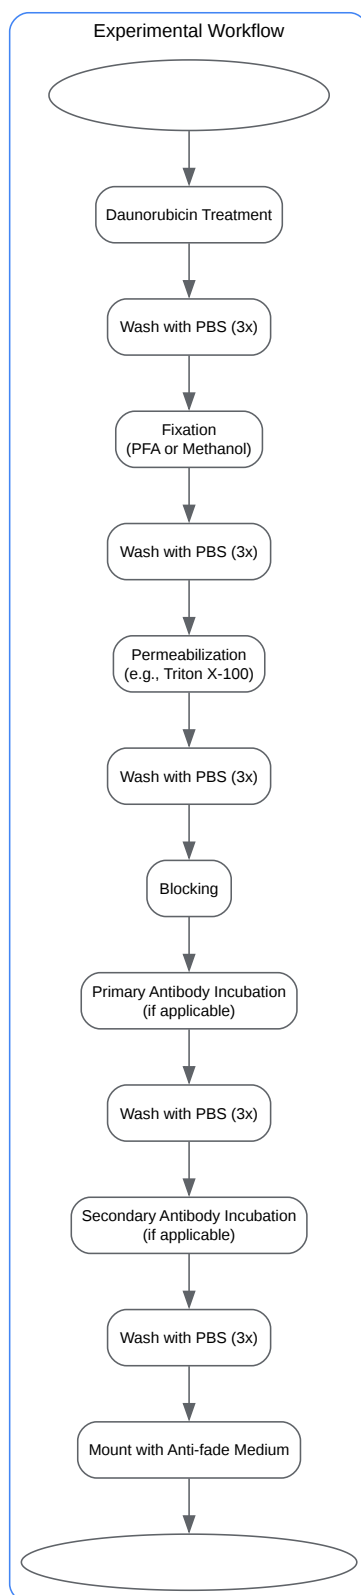 Experimental Workflow
Daunorubicin Treatment
Wash with PBS (3x)
Fixation
(PFA or Methanol)
Wash with PBS (3x)
Permeabilization
(e.g., Triton X-100)
Wash with PBS (3x)
Blocking
Primary Antibody Incubation
(if applicable)
Wash with PBS (3x)
Secondary Antibody Incubation
(if applicable)
Wash with PBS (3x)
Mount with Anti-fade Medium